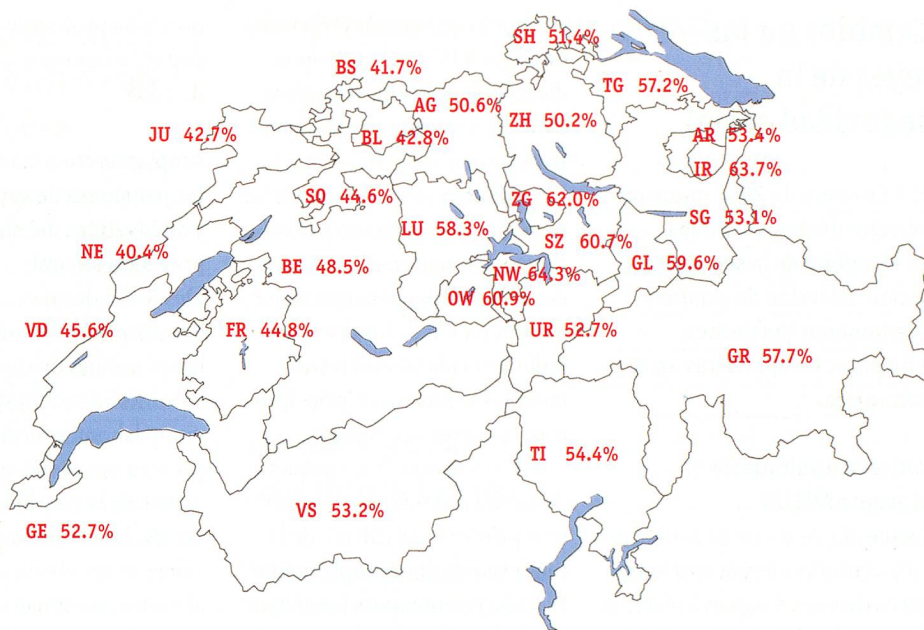 SH 51.4%
BS 41.7%
TG 57.2%
AG 50.6%
ZH 50.2%
JU 42.7%
BL 42.8%
AR 53.4%
IR 63.7%
SO 44.6%
ZG 62.0%
SG 53.1%
LU 58.3%
SZ 60.7%
NE 40.4%
BE 48.5%
GL 59.6%
NW 64.3%
OW 60.9%
VD 45.6%
FR 44.8%
UR 52.7%
GR 57.7%
TI 54.4%
VS 53.2%
GE 52.7%